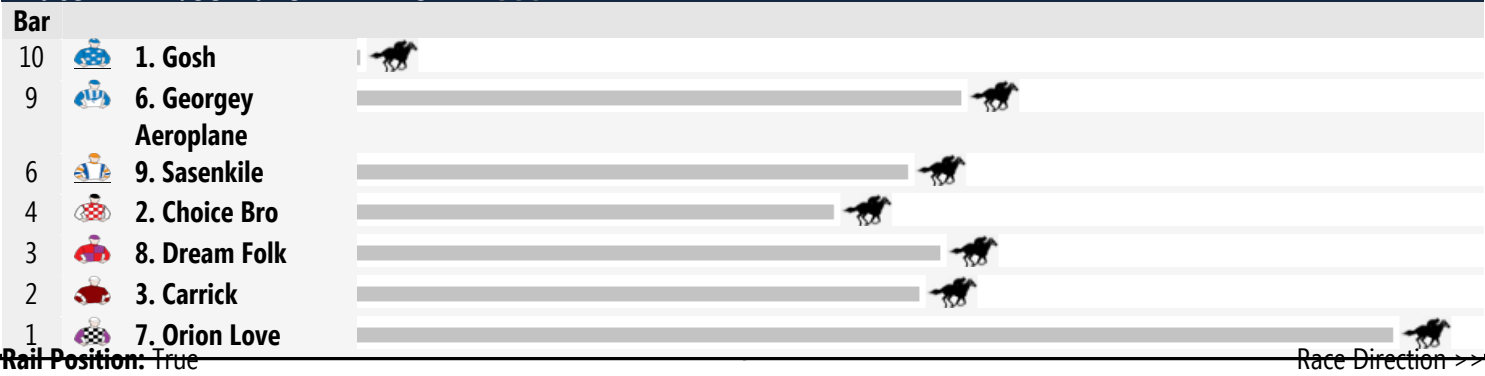 Bar
10 1. Gosh
9 6. Georgey
Aeroplane
6 9. Sasenkile
4 2. Choice Bro
3 8. Dream Folk
2 3. Carrick
1 7. Orion Love
Rail Position: True Race Direction >>